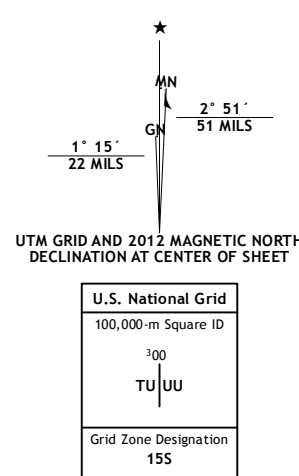 ★
MN
GN
2° 51´
51 MILS
1° 15´
22 MILS
UTM GRID AND 2012 MAGNETIC NORTH
DECLINATION AT CENTER OF SHEET
U.S. National Grid
100,000-m Square ID
³00
TU UU
Grid Zone Designation
15S